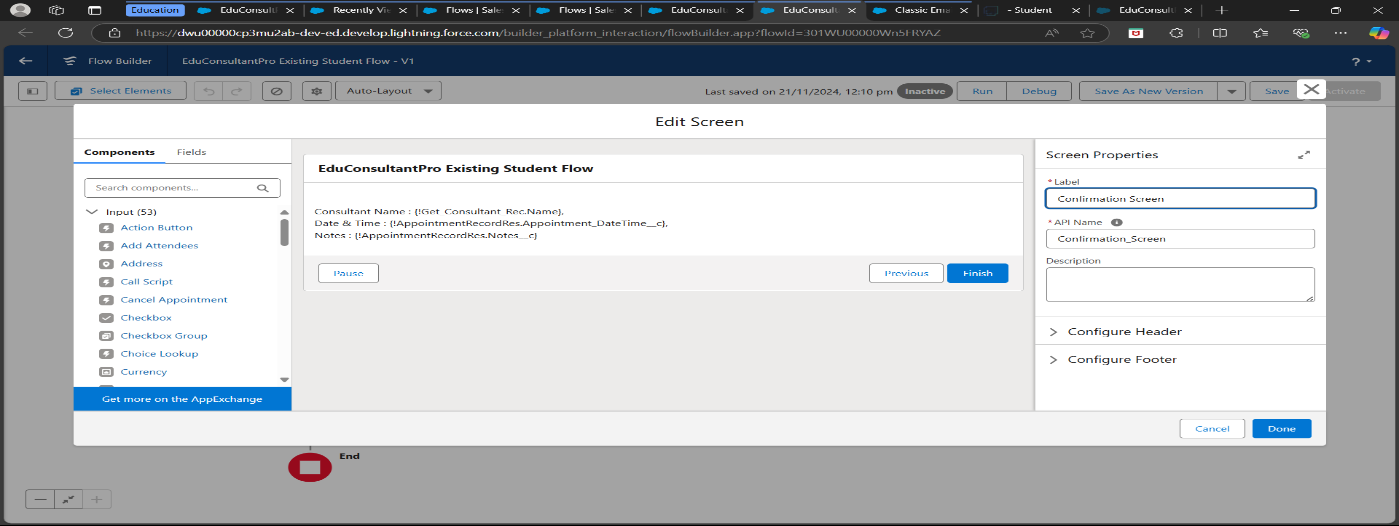 Education
EduConsult
Recently Vie
Flows | Sale
Flows | Sale
EduConsult
EduConsult
Classic Ema
- Student
EduConsult
https://dwu00000cp3mu2ab-dev-ed.develop.lightning.force.com/builder_platform_interaction/flowBuilder.app?flowId=301WU00000Wn5FRYAZ
Flow Builder
EduConsultantPro Existing Student Flow - V1
?
Select Elements
Auto-Layout
Last saved on 21/11/2024, 12:10 pm
Inactive
Run
Debug
Save As New Version
Save
ctivate
Edit Screen
Components
Fields
Search components...
Input (53)
Action Button
Add Attendees
Address
Call Script
Cancel Appointment
Checkbox
Checkbox Group
Choice Lookup
Currency
Get more on the AppExchange
EduConsultantPro Existing Student Flow
Consultant Name : {!Get_Consultant_Rec.Name},
Date & Time : {!AppointmentRecordRes.Appointment_DateTime__c},
Notes : {!AppointmentRecordRes.Notes__c}
Pause
Previous
Finish
Screen Properties
* Label
Confirmation Screen
* API Name
Confirmation_Screen
Description
Configure Header
Configure Footer
Cancel
Done
End